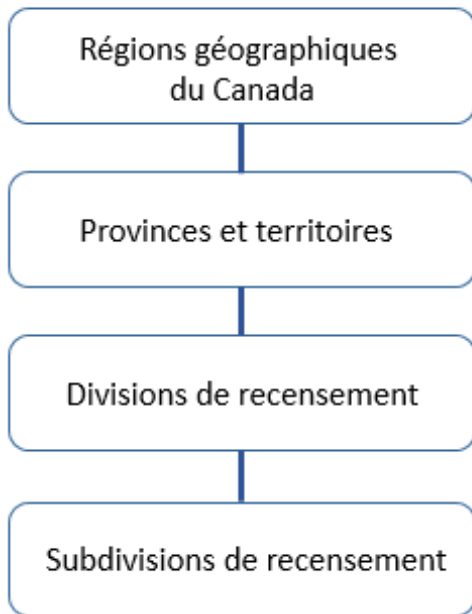 Régions géographiques
du Canada
Provinces et territoires
Divisions de recensement
Subdivisions de recensement